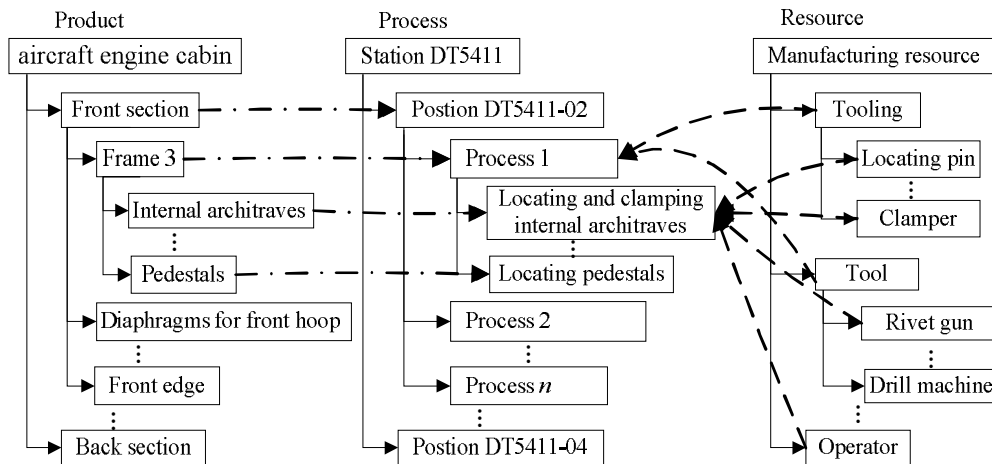 Product
aircraft engine cabin
Front section
Frame 3
Internal architraves
Pedestals
Diaphragms for front hoop
Front edge
Back section
Process
Station DT5411
Postion DT5411-02
Process 1
Locating and clamping
internal architraves
Locating pedestals
Process 2
Process n
Postion DT5411-04
Resource
Manufacturing resource
Tooling
Locating pin
Clamper
Tool
Rivet gun
Drill machine
Operator